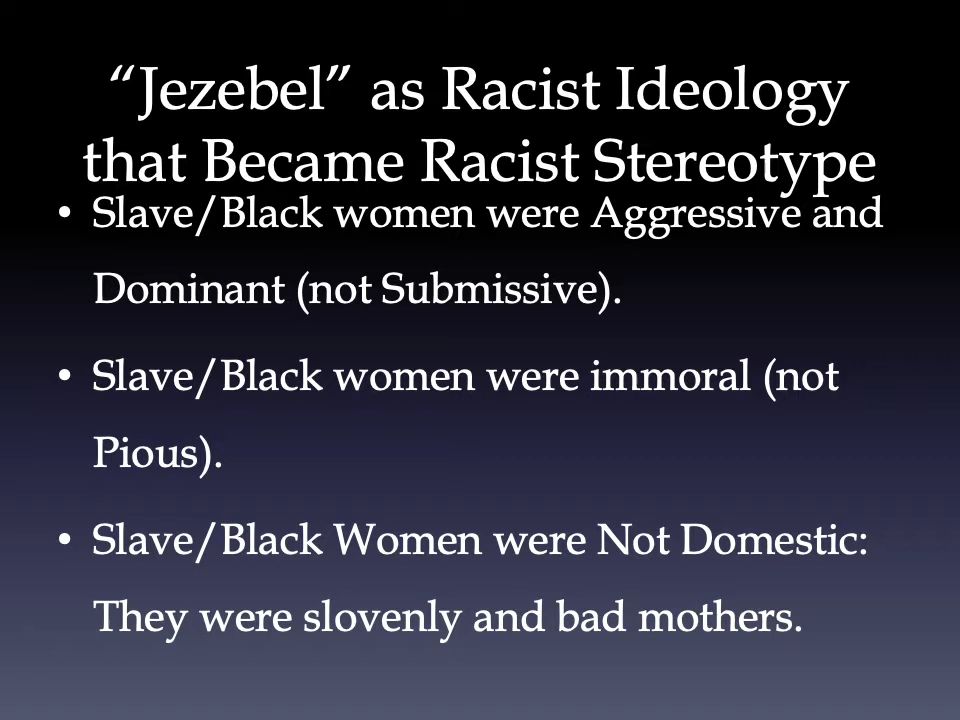 “Jezebel” as Racist Ideology
that Became Racist Stereotype
• Slave/Black women were Aggressive and
Dominant (not Submissive).
• Slave/Black women were immoral (not
Pious).
• Slave/Black Women were Not Domestic:
They were slovenly and bad mothers.